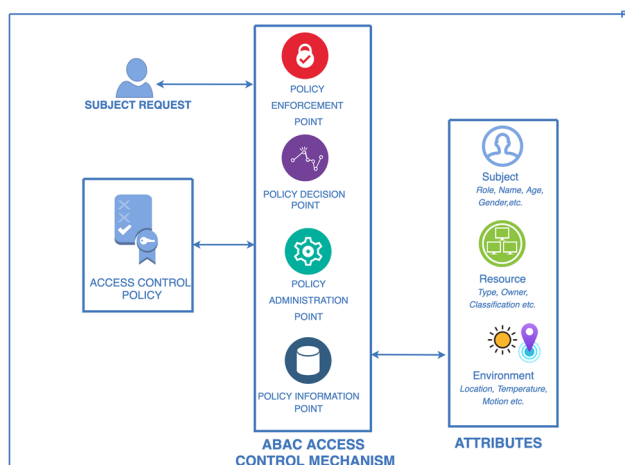 SUBJECT REQUEST
ACCESS CONTROL
POLICY
POLICY
ENFORCEMENT
POINT
POLICY DECISION
POINT
POLICY
ADMINISTRATION
POINT
POLICY INFORMATION
POINT
ABAC ACCESS
CONTROL MECHANISM
Subject
Role, Name, Age,
Gender,etc.
Resource
Type, Owner,
Classification etc.
Environment
Location, Temperature,
Motion etc.
ATTRIBUTES